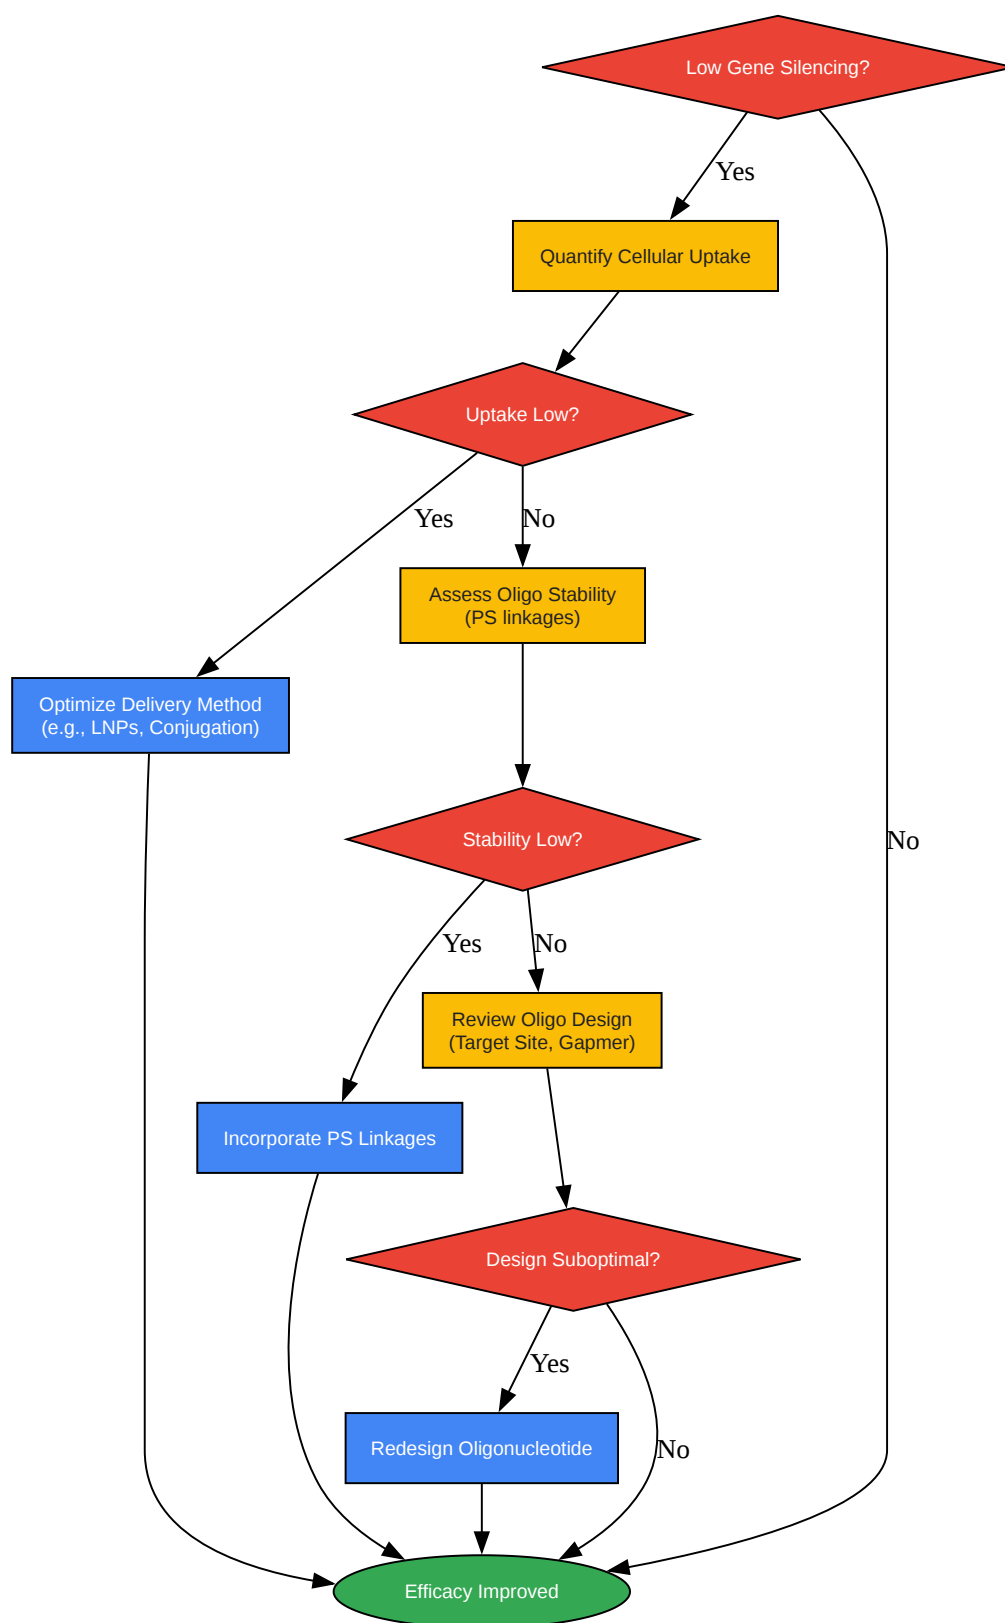 Low Gene Silencing?
Yes
Quantify Cellular Uptake
Uptake Low?
Yes
No
Assess Oligo Stability
(PS linkages)
Optimize Delivery Method
(e.g., LNPs, Conjugation)
Stability Low?
No
Yes
No
Review Oligo Design
(Target Site, Gapmer)
Incorporate PS Linkages
Design Suboptimal?
Yes
Redesign Oligonucleotide
No
Efficacy Improved